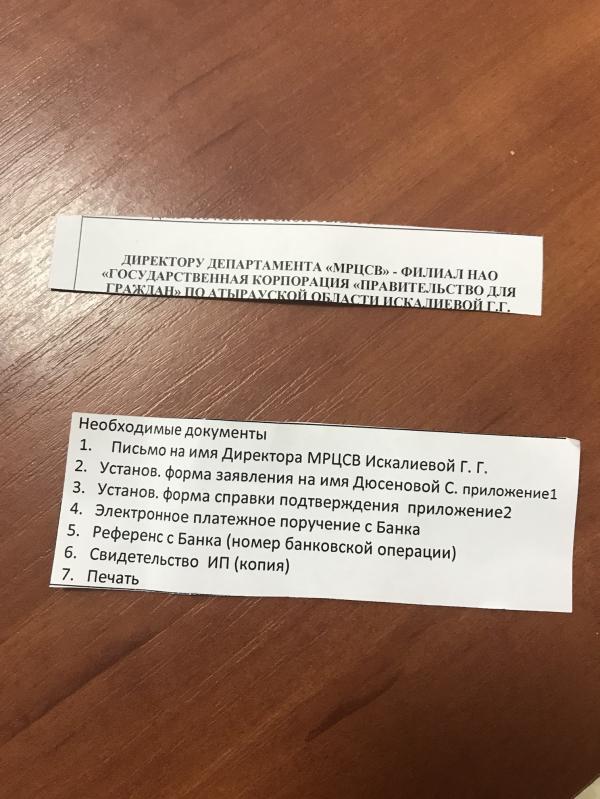 ДИРЕКТОРУ ДЕПАРТАМЕНТА «МРЦСВ» - ФИЛИАЛ НАО
«ГОСУДАРСТВЕННАЯ КОРПОРАЦИЯ «ПРАВИТЕЛЬСТВО ДЛЯ
ГРАЖДАН» ПО АТЫРАУСКОЙ ОБЛАСТИ ИСКАЛИЕВОЙ Г.Г.
Необходимые документы
1. Письмо на имя Директора МРЦСВ Искалиевой Г. Г.
2. Установ. форма заявления на имя Дюсеновой С. приложение1
3. Установ. форма справки подтверждения приложение2
4. Электронное платежное поручение с Банка
5. Референс с Банка (номер банковской операции)
6. Свидетельство ИП (копия)
7. Печать